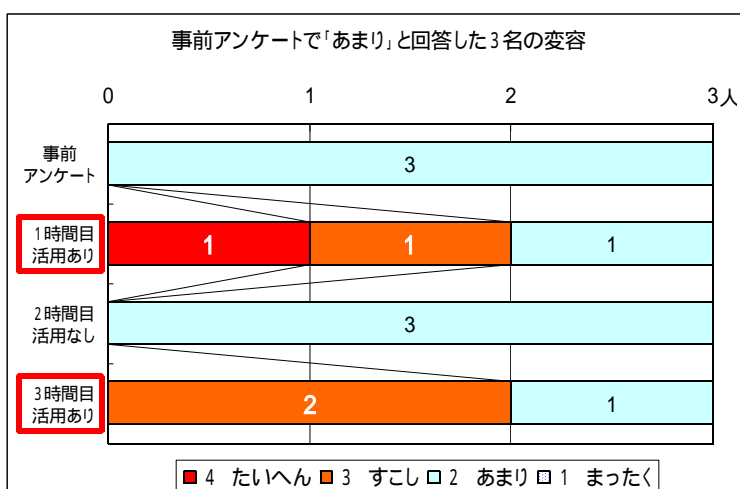 事前アンケートで「あまり」と回答した3名の変容
0 1 2 3人
事前
アンケート
3
1時間目
活用あり
1 1 1
2時間目
活用なし
3
3時間目
活用あり
2 1
4 たいへん 3 すこし 2 あまり 1 まったく